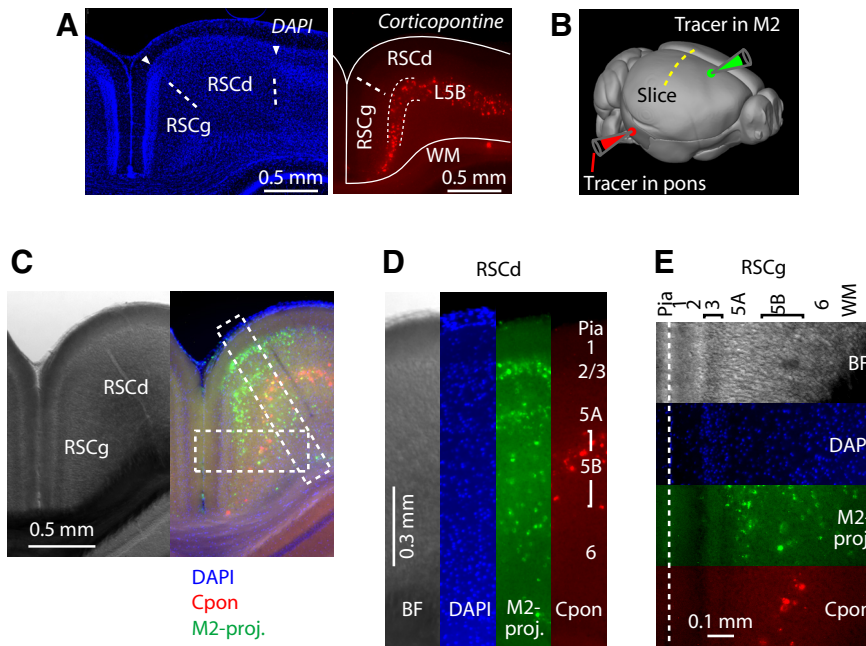 A
DAPI
RSCd
RSCg
0.5 mm
Corticopontine
RSCd
L5B
RSCg
WM
0.5 mm
B
Tracer in M2
Slice
Tracer in pons
C
RSCd
RSCg
0.5 mm
DAPI
Cpon
M2-proj.
D
RSCd
Pia
1
2/3
5A
5B
6
0.3 mm
BF
DAPI
M2-
proj.
Cpon
E
RSCg
Pia
1
2
3
5A
5B
6
WM
BF
DAPI
M2-
proj.
Cpon
0.1 mm